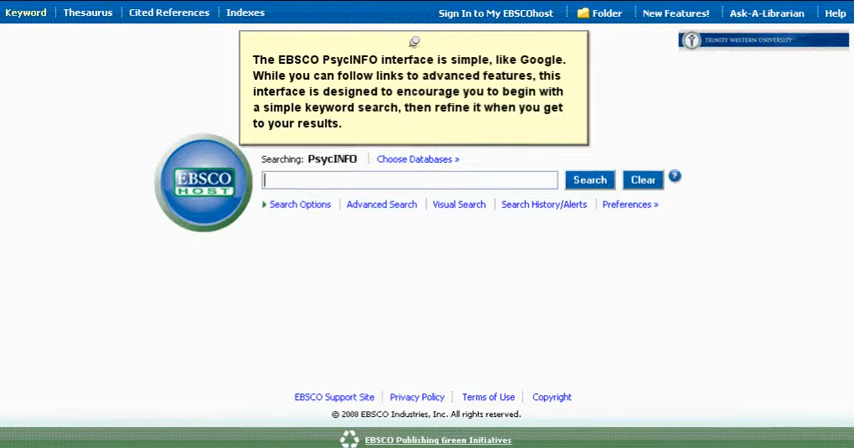 Keyword Thesaurus Cited References Indexes Sign In to My EBSCOhost Folder New Features! Ask-A-Librarian Help
TRINITY WESTERN UNIVERSITY
The EBSCO PsycINFO interface is simple, like Google.
While you can follow links to advanced features, this
interface is designed to encourage you to begin with
a simple keyword search, then refine it when you get
to your results.
Searching: PsycINFO Choose Databases »
EBSCO
HOST
Search Clear ?
Search Options Advanced Search Visual Search Search History/Alerts Preferences »
EBSCO Support Site Privacy Policy Terms of Use Copyright
© 2008 EBSCO Industries, Inc. All rights reserved.
EBSCO Publishing Green Initiatives